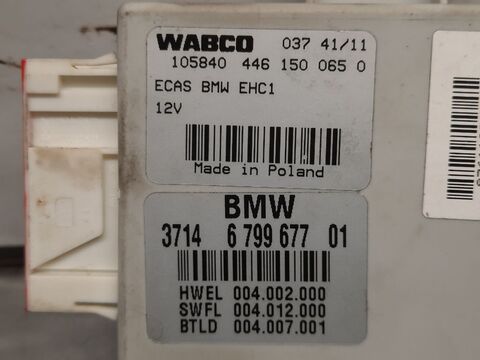 WABCO 037 41/11
105840 446 150 065 0
ECAS BMW EHC1
12V
Made in Poland
BMW
3714 6 799 677 01
HWEL 004.002.000
SWFL 004.012.000
BTLD 004.007.001